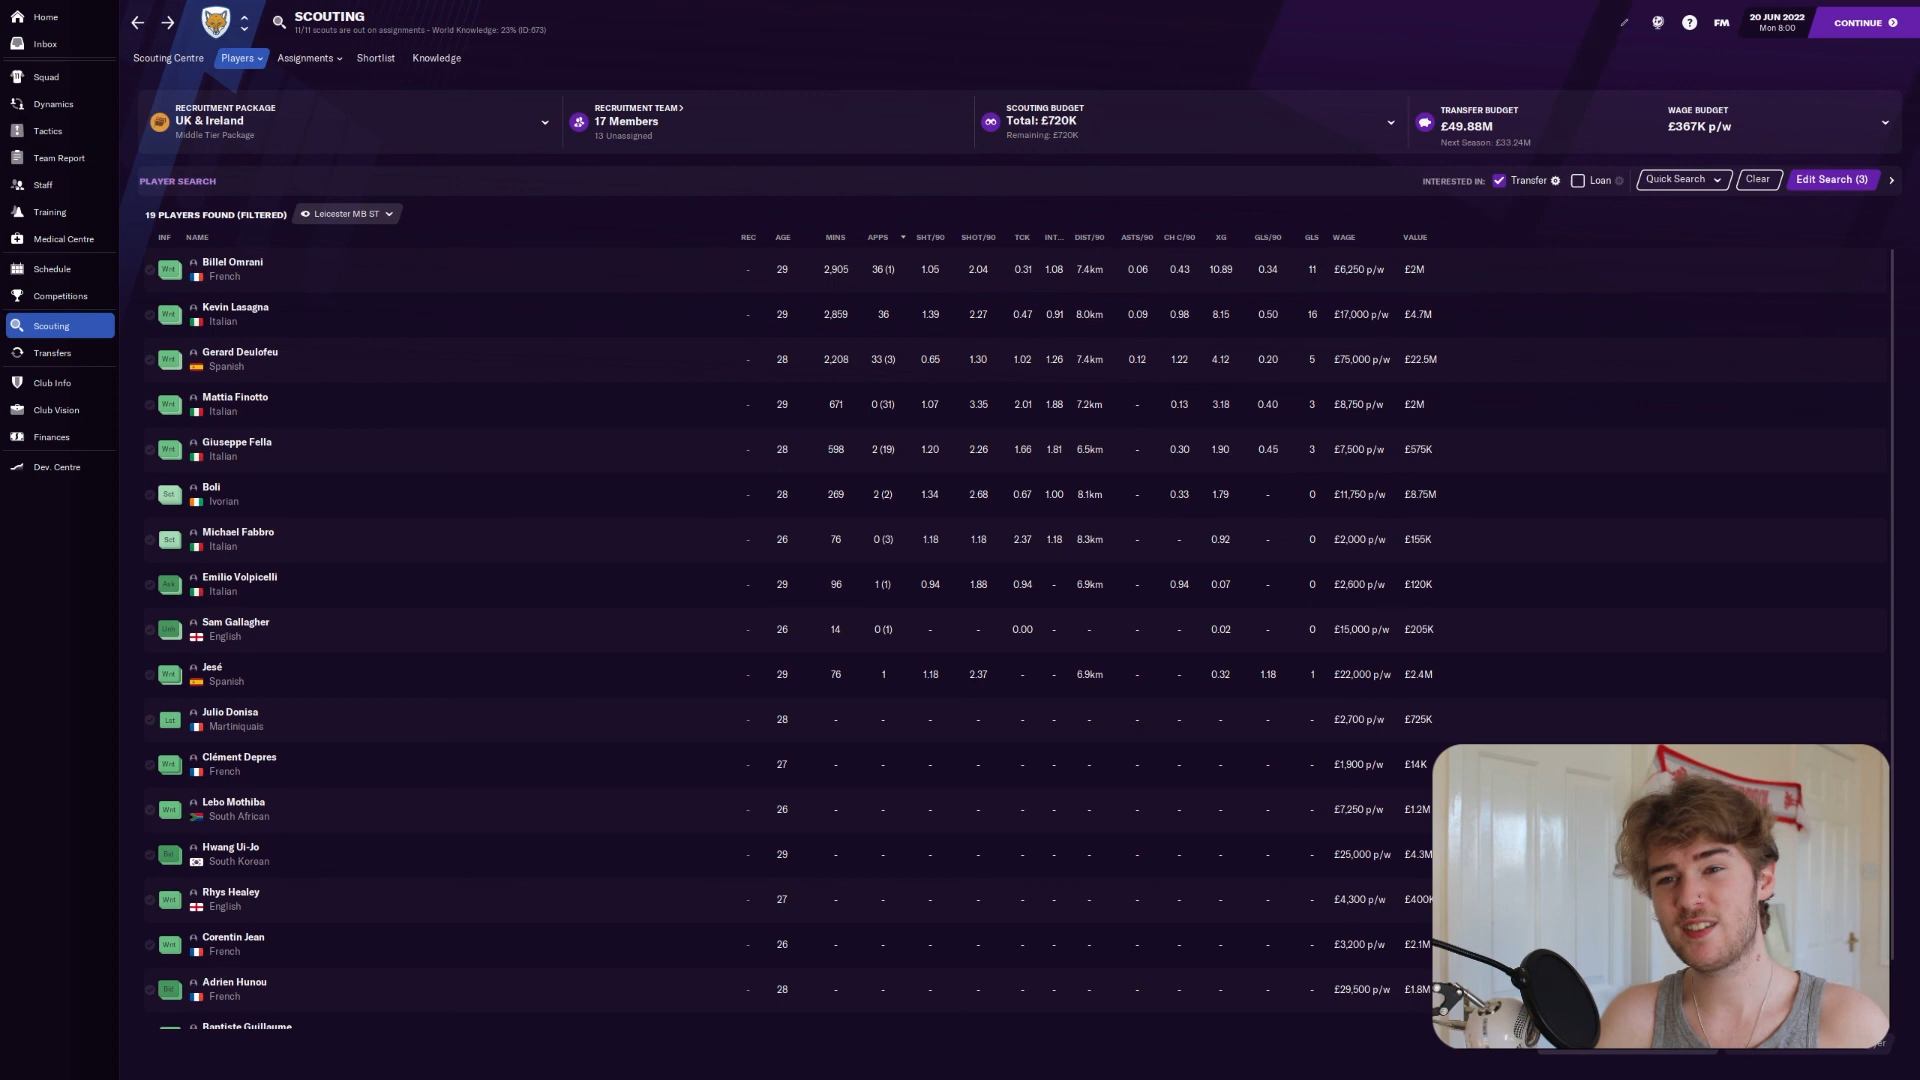 Home
Inbox
Squad
Dynamics
Tactics
Team Report
Staff
Training
Medical Centre
Schedule
Competitions
Scouting
Transfers
Club Info
Club Vision
Finances
Dev. Centre
SCOUTING
11/11 scouts are out on assignments - World Knowledge: 23% (ID:673)
FM
20 JUN 2022
Mon 8:00
CONTINUE
Scouting Centre Players Assignments Shortlist Knowledge
RECRUITMENT PACKAGE
UK & Ireland
Middle Tier Package
RECRUITMENT TEAM >
17 Members
13 Unassigned
SCOUTING BUDGET
Total: £720K
Remaining: £720K
TRANSFER BUDGET
£49.88M
Next Season: £33.24M
WAGE BUDGET
£367K p/w
PLAYER SEARCH
INTERESTED IN: Transfer Loan Quick Search Clear Edit Search (3)
19 PLAYERS FOUND (FILTERED) Leicester MB ST
INF NAME REC AGE MINS APPS SHT/90 SHOT/90 TCK INT... DIST/90 ASTS/90 CH C/90 XG GLS/90 GLS WAGE VALUE
Wnt Billel Omrani - 29 2,905 36 (1) 1.05 2.04 0.31 1.08 7.4km 0.06 0.43 10.89 0.34 11 £6,250 p/w £2M
French
Wnt Kevin Lasagna - 29 2,859 36 1.39 2.27 0.47 0.91 8.0km 0.09 0.98 8.15 0.50 16 £17,000 p/w £4.7M
Italian
Wnt Gerard Deulofeu - 28 2,208 33 (3) 0.65 1.30 1.02 1.26 7.4km 0.12 1.22 4.12 0.20 5 £75,000 p/w £22.5M
Spanish
Wnt Mattia Finotto - 29 671 0 (31) 1.07 3.35 2.01 1.88 7.2km - 0.13 3.18 0.40 3 £8,750 p/w £2M
Italian
Wnt Giuseppe Fella - 28 598 2 (19) 1.20 2.26 1.66 1.81 6.5km - 0.30 1.90 0.45 3 £7,500 p/w £575K
Italian
Sct Boli - 28 269 2 (2) 1.34 2.68 0.67 1.00 8.1km - 0.33 1.79 - 0 £11,750 p/w £8.75M
Ivorian
Sct Michael Fabbro - 26 76 0 (3) 1.18 1.18 2.37 1.18 8.3km - - 0.92 - 0 £2,000 p/w £155K
Italian
Ask Emilio Volpicelli - 29 96 1 (1) 0.94 1.88 0.94 - 6.9km - 0.94 0.07 - 0 £2,600 p/w £120K
Italian
Unh Sam Gallagher - 26 14 0 (1) - - 0.00 - - - - 0.02 - 0 £15,000 p/w £205K
English
Wnt Jesé - 29 76 1 1.18 2.37 - - 6.9km - - 0.32 1.18 1 £22,000 p/w £2.4M
Spanish
Lst Julio Donisa - 28 - - - - - - - - - - - - £2,700 p/w £725K
Martiniquais
Wnt Clément Depres - 27 - - - - - - - - - - - - £1,900 p/w £14K
French
Wnt Lebo Mothiba - 26 - - - - - - - - - - - - £7,250 p/w £1.2M
South African
Bid Hwang Ui-Jo - 29 - - - - - - - - - - - - £25,000 p/w £4.3M
South Korean
Wnt Rhys Healey - 27 - - - - - - - - - - - - £4,300 p/w £400K
English
Wnt Corentin Jean - 26 - - - - - - - - - - - - £3,200 p/w £2.1M
French
Bid Adrien Hunou - 28 - - - - - - - - - - - - £29,500 p/w £1.8M
French
Baptiste Guillaume